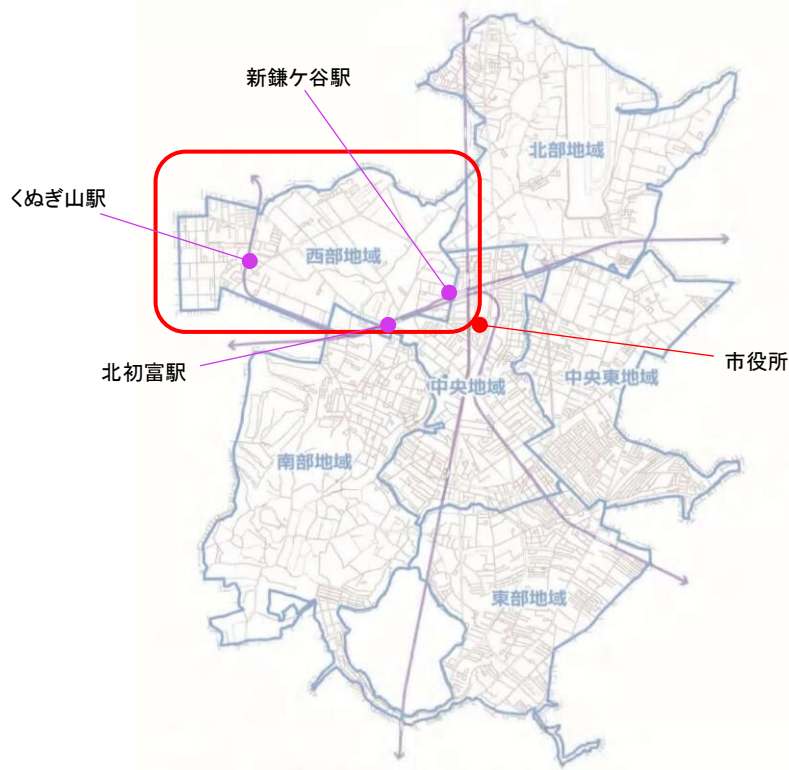 新鎌ケ谷駅
北部地域
くぬぎ山駅
西部地域
市役所
北初富駅
中央地域
中央東地域
南部地域
東部地域